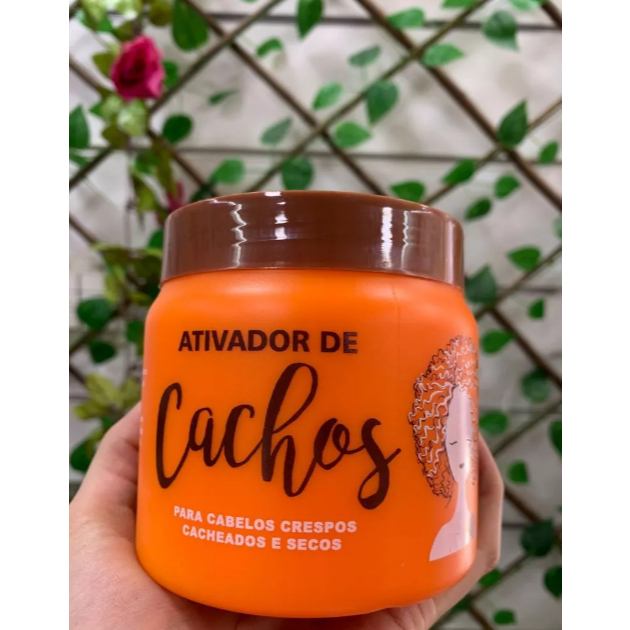 ATIVADOR DE
Cachos
PARA CABELOS CRESPOS
CACHEADOS E SECOS